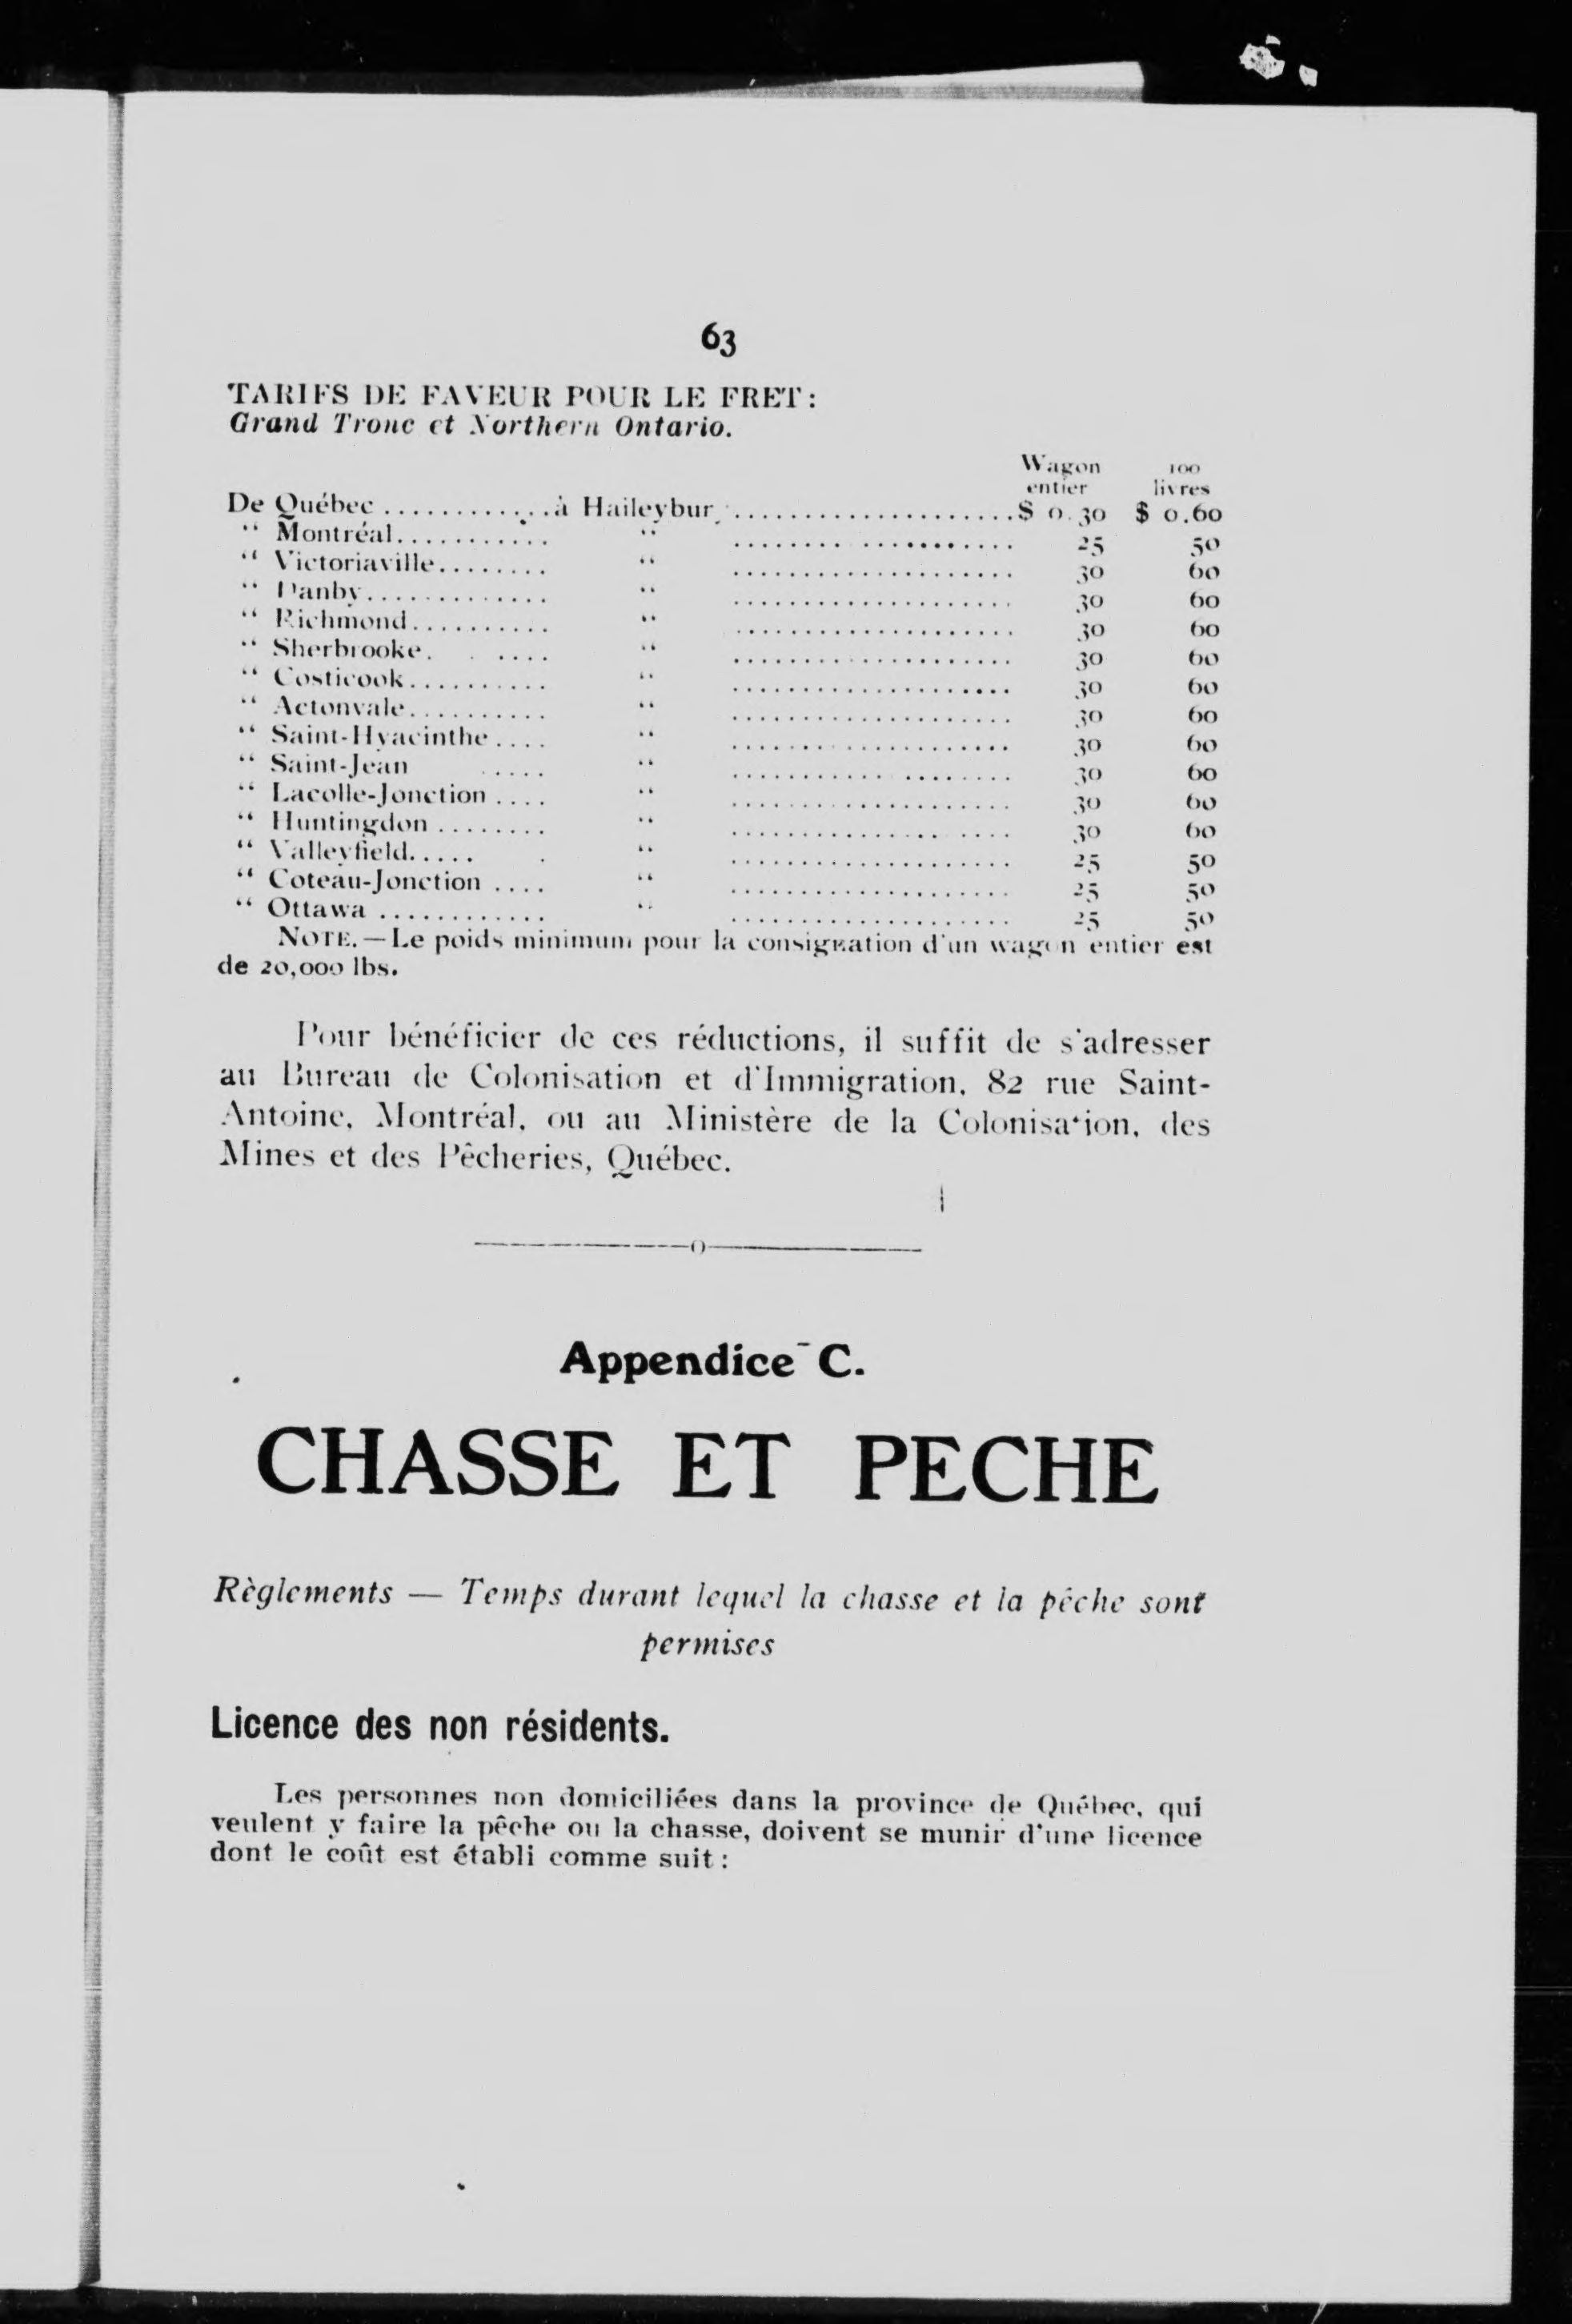 63
TARIFS DE FAVEUR POUR LE FRET:
Grand Tronc et Northern Ontario.
Wagon 100
entier livres
De Québec ............ à Haileybur ..................... $ 0.30 $ 0.60
“ Montréal........... “ ..................... 25 50
“ Victoriaville........ “ ..................... 30 60
“ Danby............. “ ..................... 30 60
“ Richmond.......... “ ..................... 30 60
“ Sherbrooke. .... “ ..................... 30 60
“ Costicook.......... “ ..................... 30 60
“ Actonvale.......... “ ..................... 30 60
“ Saint-Hyacinthe.... “ ..................... 30 60
“ Saint-Jean ..... “ ..................... 30 60
“ Lacolle-Jonction .... “ ..................... 30 60
“ Huntingdon ........ “ ..................... 30 60
“ Valleyfield..... “ ..................... 25 50
“ Coteau-Jonction .... “ ..................... 25 50
“ Ottawa ............ “ ..................... 25 50
NOTE.—Le poids minimum pour la consignation d'un wagon entier est
de 20,000 lbs.
Pour bénéficier de ces réductions, il suffit de s'adresser
au Bureau de Colonisation et d'Immigration, 82 rue Saint-
Antoine, Montréal, ou au Ministère de la Colonisation, des
Mines et des Pêcheries, Québec.
———0———
Appendice C.
CHASSE ET PECHE
Règlements — Temps durant lequel la chasse et la pêche sont
permises
Licence des non résidents.
Les personnes non domiciliées dans la province de Québec, qui
veulent y faire la pêche ou la chasse, doivent se munir d'une licence
dont le coût est établi comme suit :